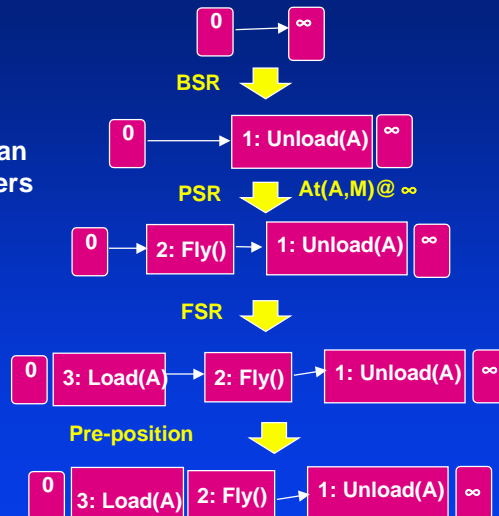 0 ∞
BSR
0 1: Unload(A) ∞
an
ers
PSR At(A,M)@ ∞
0 2: Fly() 1: Unload(A) ∞
FSR
0 3: Load(A) 2: Fly() 1: Unload(A) ∞
Pre-position
0 3: Load(A) 2: Fly() 1: Unload(A) ∞